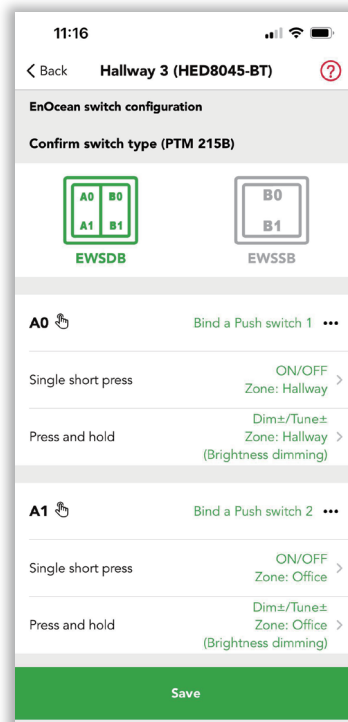 11:16
Back Hallway 3 (HED8045-BT) ?
EnOcean switch configuration
Confirm switch type (PTM 215B)
A0 B0
A1 B1
EWSDB
B0
B1
EWSSB
A0 Bind a Push switch 1 •••
Single short press
ON/OFF
Zone: Hallway
Press and hold
Dim±/Tune±
Zone: Hallway
(Brightness dimming)
A1 Bind a Push switch 2 •••
Single short press
ON/OFF
Zone: Office
Press and hold
Dim±/Tune±
Zone: Office
(Brightness dimming)
Save